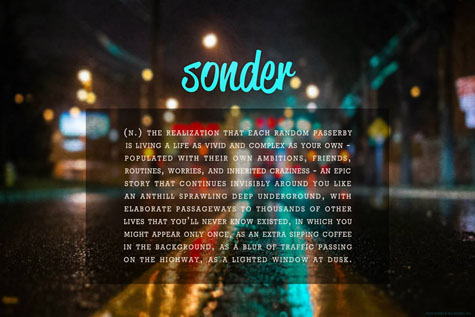 sonder
(N.) THE REALIZATION THAT EACH RANDOM PASSERBY
IS LIVING A LIFE AS VIVID AND COMPLEX AS YOUR OWN -
POPULATED WITH THEIR OWN AMBITIONS, FRIENDS,
ROUTINES, WORRIES, AND INHERITED CRAZINESS - AN EPIC
STORY THAT CONTINUES INVISIBLY AROUND YOU LIKE
AN ANTHILL SPRAWLING DEEP UNDERGROUND, WITH
ELABORATE PASSAGEWAYS TO THOUSANDS OF OTHER
LIVES THAT YOU'LL NEVER KNOW EXISTED, IN WHICH YOU
MIGHT APPEAR ONLY ONCE, AS AN EXTRA SIPPING COFFEE
IN THE BACKGROUND, AS A BLUR OF TRAFFIC PASSING
ON THE HIGHWAY, AS A LIGHTED WINDOW AT DUSK.